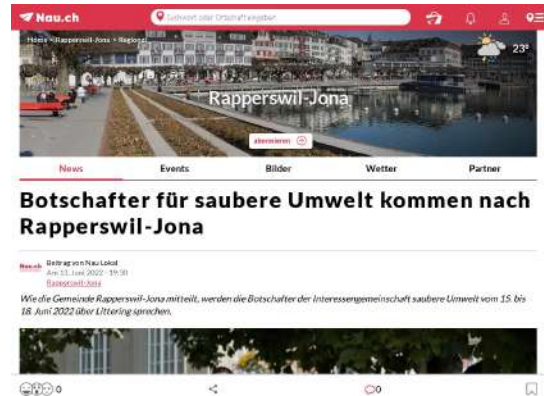 Nau.ch
Suchwort oder Ortschaft eingeben
Home > Rapperswil-Jona > Regional
23°
Rapperswil-Jona
abonnieren
News Events Bilder Wetter Partner
Botschafter für saubere Umwelt kommen nach
Rapperswil-Jona
Nau.ch
Beitrag von Nau Lokal
Am 11. Juni 2022 - 19:30
Rapperswil-Jona
Wie die Gemeinde Rapperswil-Jona mitteilt, werden die Botschafter der Interessengemeinschaft saubere Umwelt vom 15. bis
18. Juni 2022 über Littering sprechen.
0
0